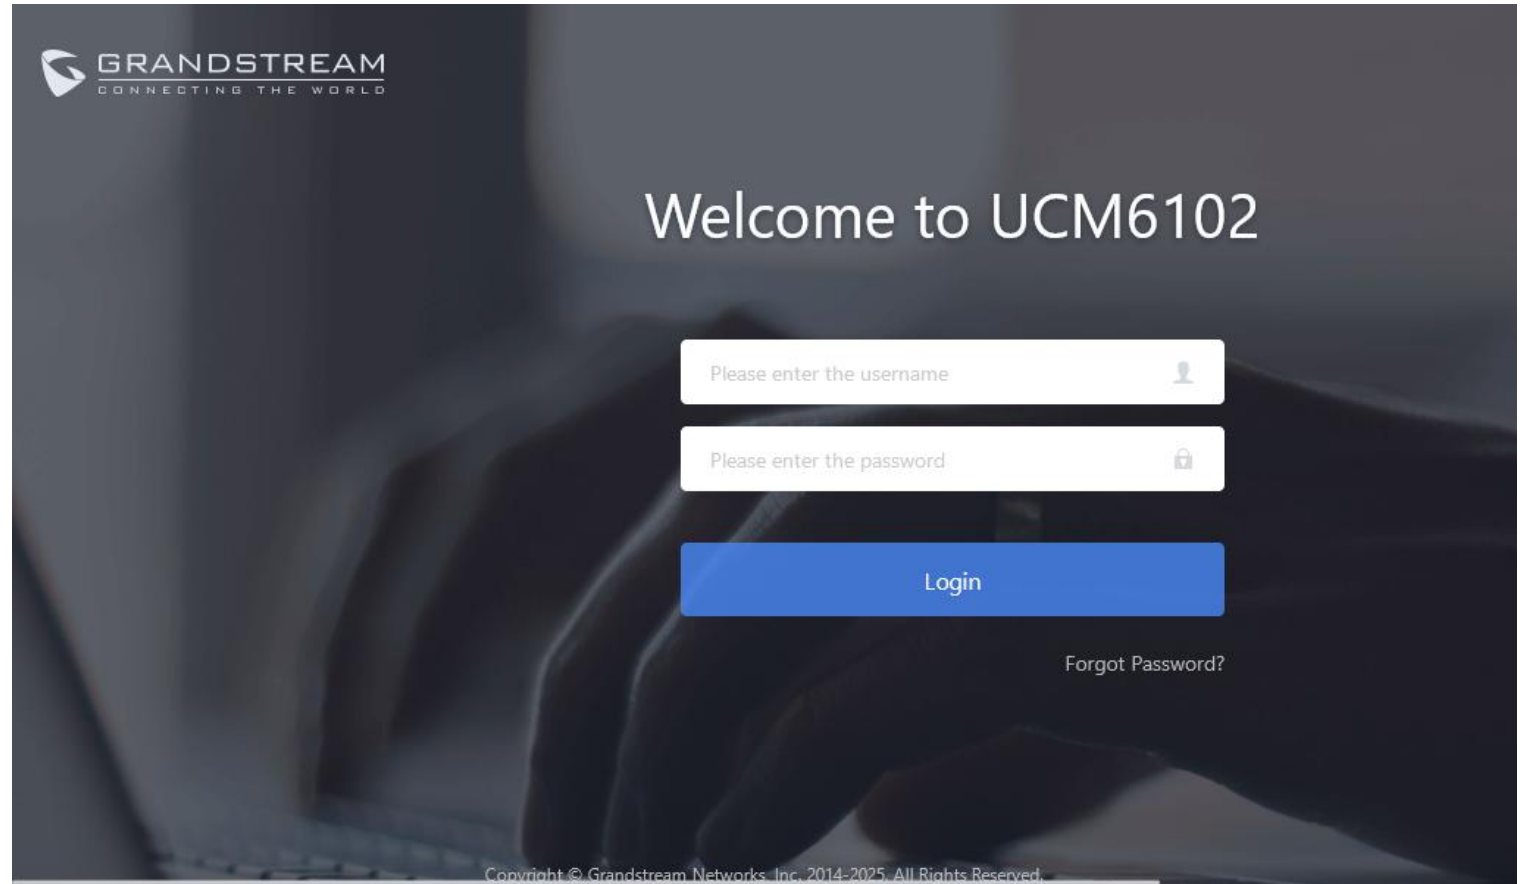 GRANDSTREAM
CONNECTING THE WORLD
Welcome to UCM6102
Please enter the username
Please enter the password
Login
Forgot Password?
Copyright © Grandstream Networks, Inc. 2014-2025. All Rights Reserved.